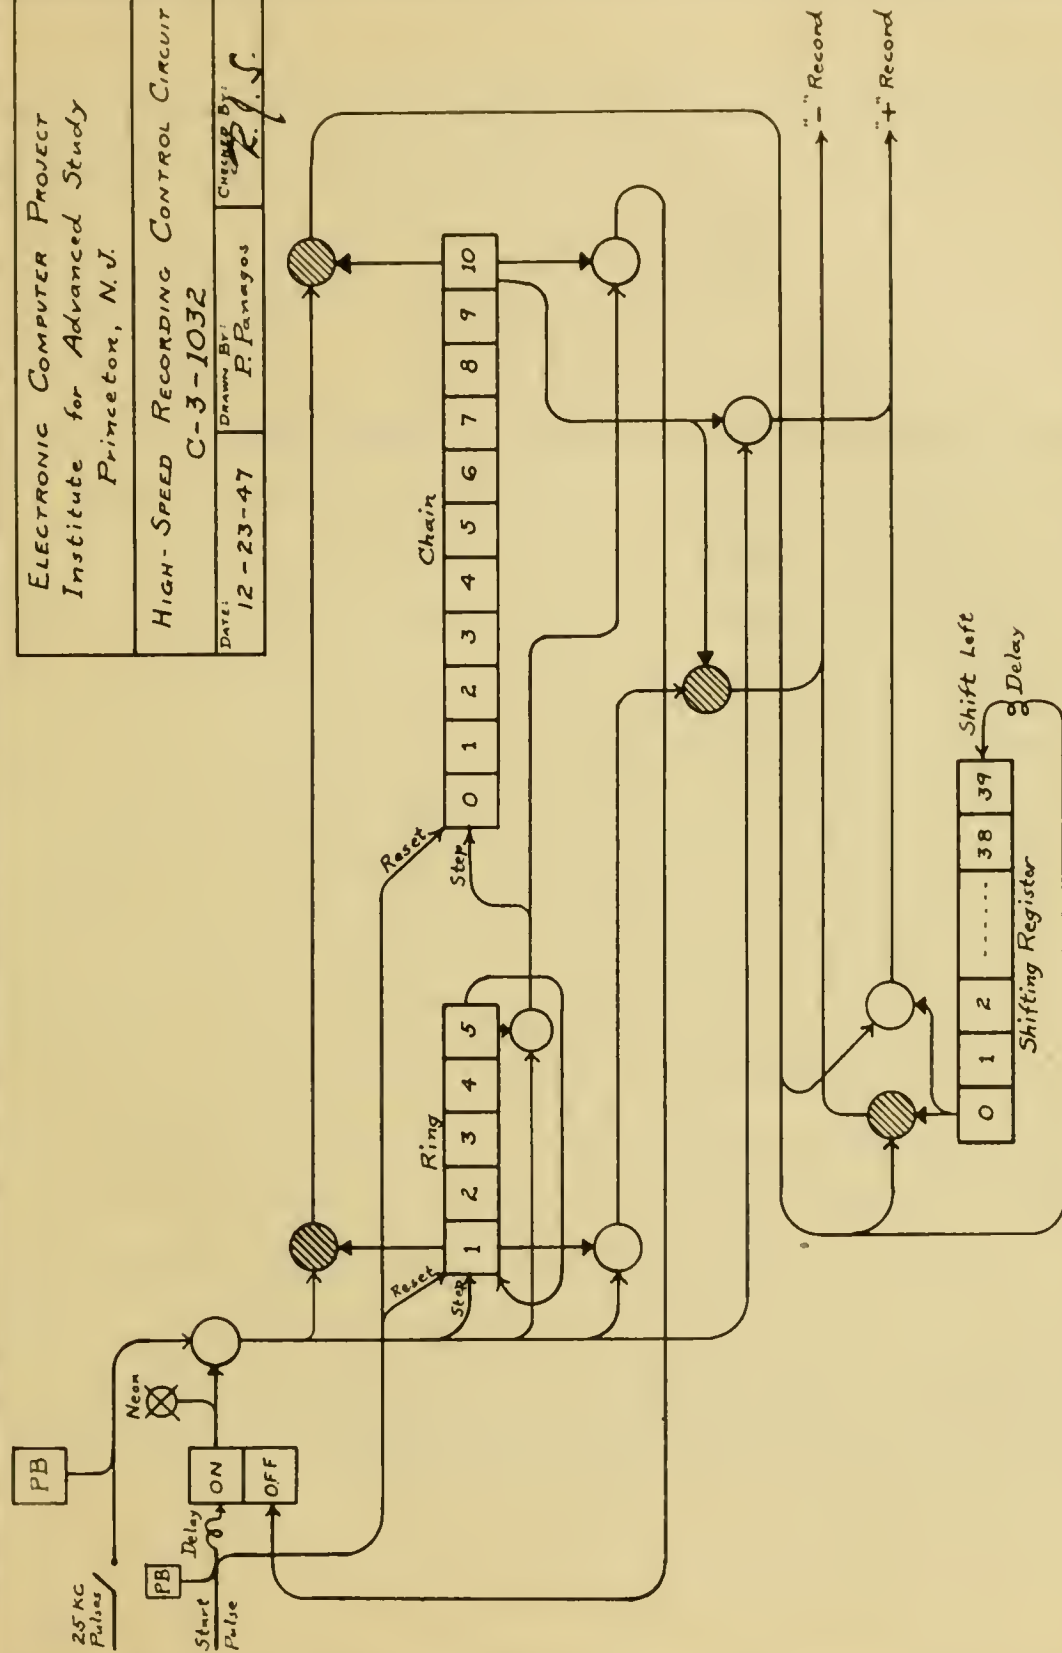 ELECTRONIC COMPUTER PROJECT
Institute for Advanced Study
Princeton, N.J.
HIGH-SPEED RECORDING CONTROL CIRCUIT
C-3-1032
DATE:
12-23-47
DRAWN BY:
P. Panagos
CHECKED BY:
R.J.S.
25 KC
Pulses
PB
PB
Start
Pulse
Delay
ON
OFF
Neon
Reset
Step
Ring
1 2 3 4 5
Reset
Step
Chain
0 1 2 3 4 5 6 7 8 9 10
"-" Record
"+" Record
0 1 2 ------ 38 39
Shifting Register
Shift Left
Delay